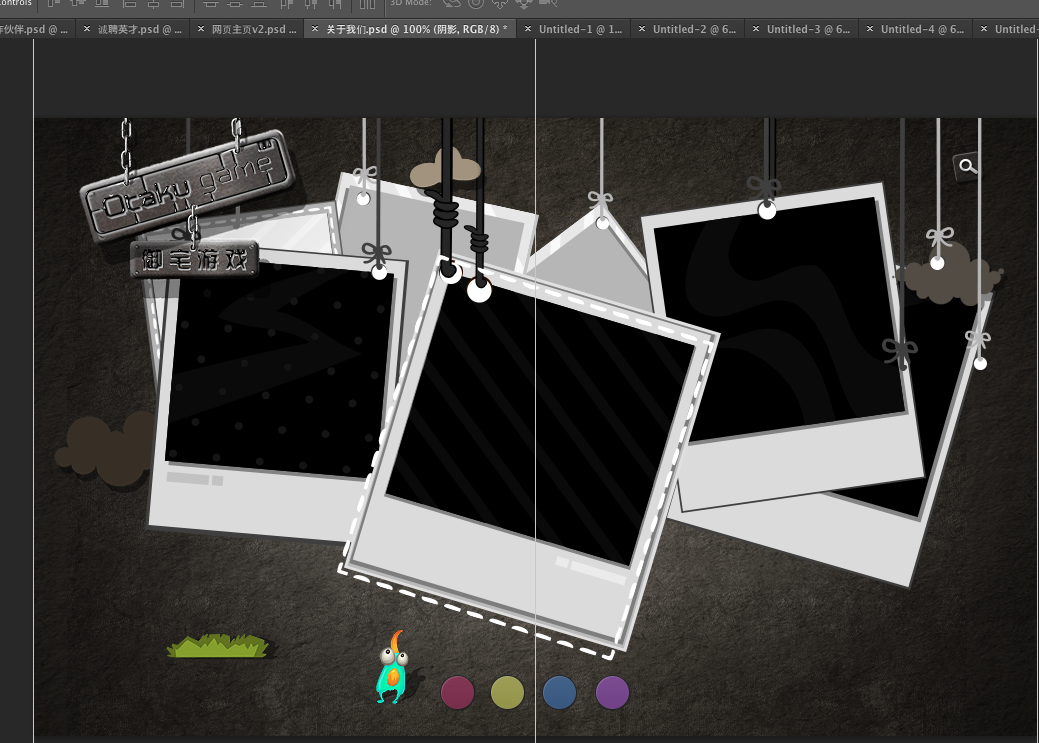 ontrols
3D Mode:
作伙伴.psd @ ...
诚聘英才.psd @ ...
网页主页v2.psd ...
关于我们.psd @ 100% (阴影, RGB/8) *
Untitled-1 @ 1...
Untitled-2 @ 6...
Untitled-3 @ 6...
Untitled-4 @ 6...
Untitled-
Otaku game
御宅游戏